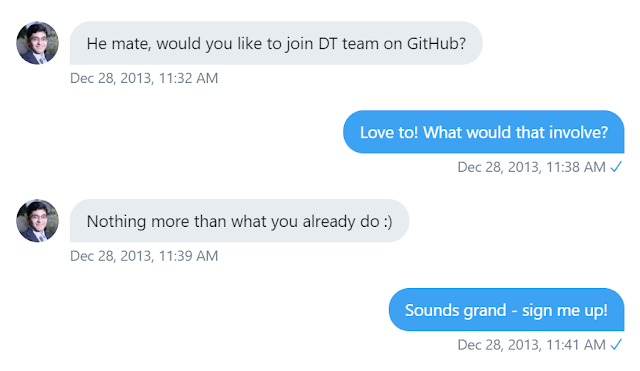 He mate, would you like to join DT team on GitHub?
Dec 28, 2013, 11:32 AM
Love to! What would that involve?
Dec 28, 2013, 11:38 AM ✓
Nothing more than what you already do :)
Dec 28, 2013, 11:39 AM
Sounds grand - sign me up!
Dec 28, 2013, 11:41 AM ✓